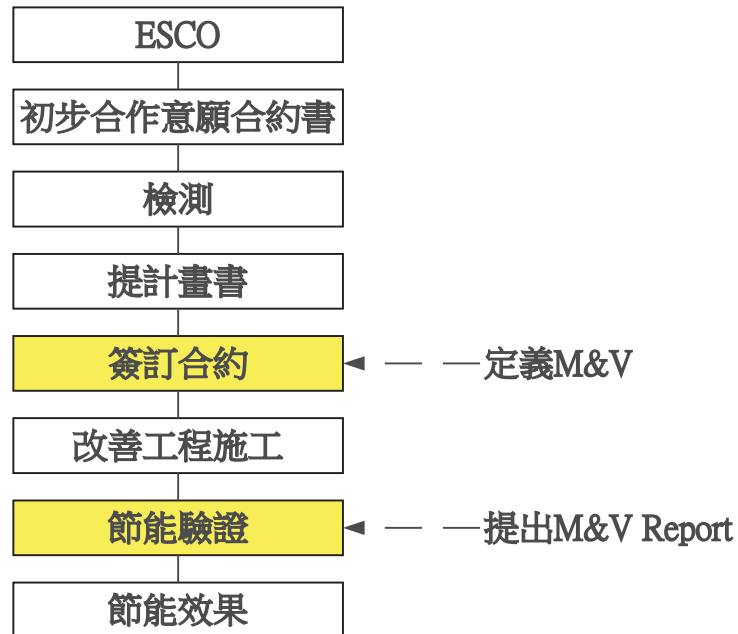 ESCO
初步合作意願合約書
檢測
提計畫書
簽訂合約
定義M&V
改善工程施工
節能驗證
提出M&V Report
節能效果